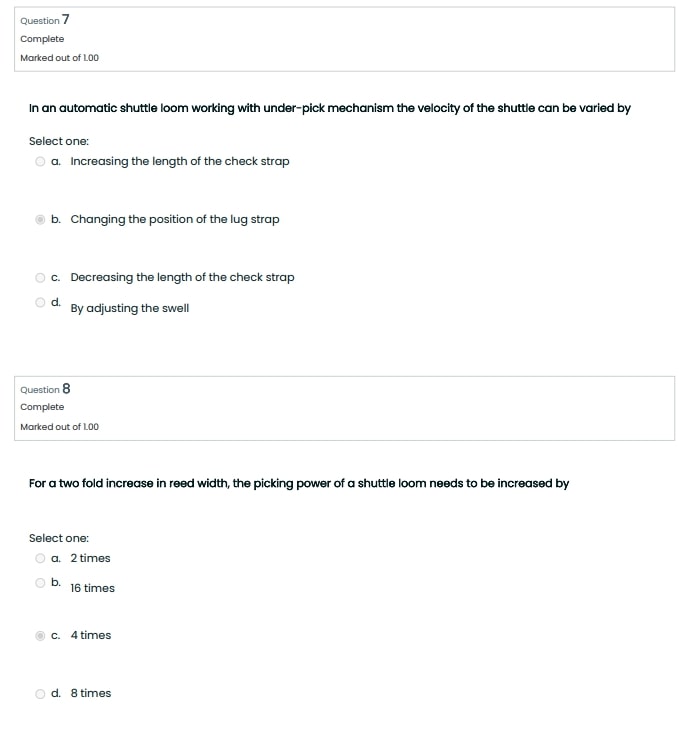 Question 7
Complete
Marked out of 1.00
In an automatic shuttle loom working with under-pick mechanism the velocity of the shuttle can be varied by
Select one:
a. Increasing the length of the check strap
b. Changing the position of the lug strap
c. Decreasing the length of the check strap
d. By adjusting the swell
Question 8
Complete
Marked out of 1.00
For a two fold increase in reed width, the picking power of a shuttle loom needs to be increased by
Select one:
a. 2 times
b. 16 times
c. 4 times
d. 8 times